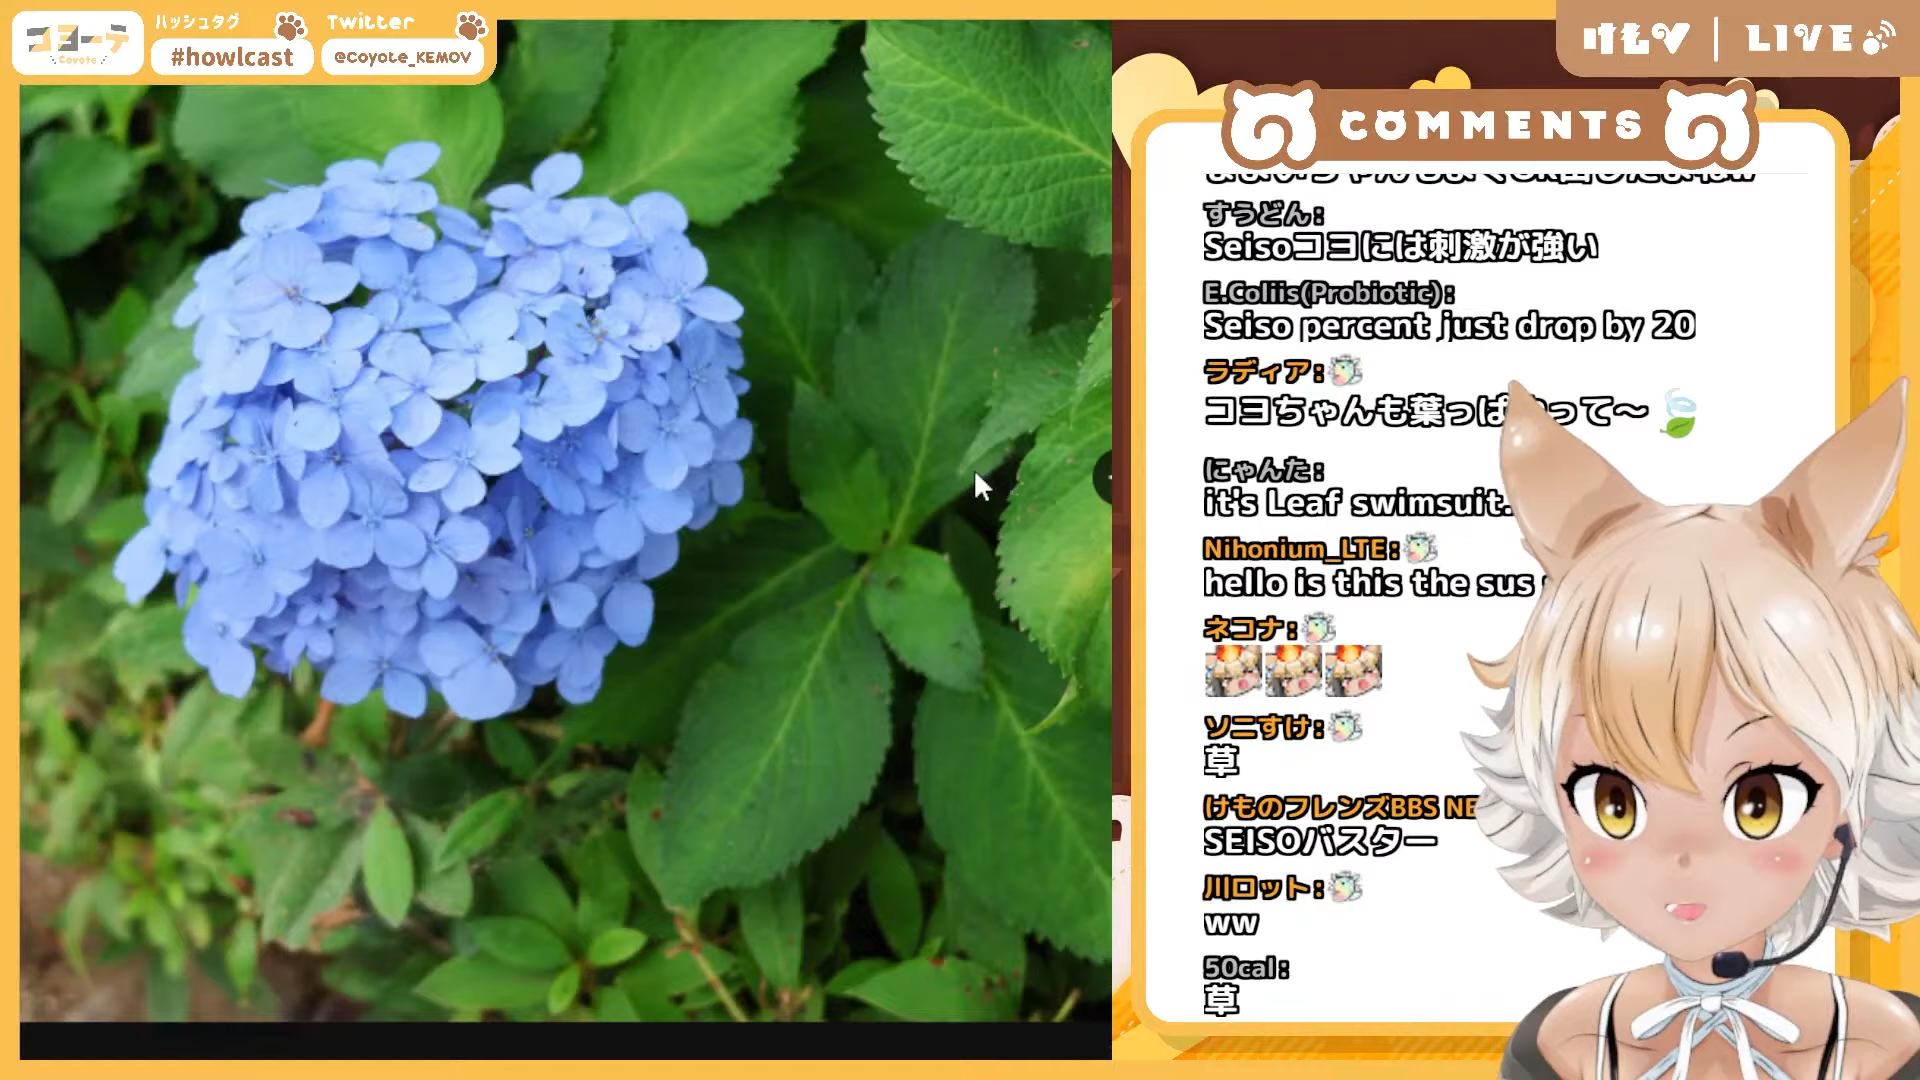 コヨーテ
Coyote
ハッシュタグ
#howlcast
Twitter
@Coyote_KEMOV
けもV
LIVE
COMMENTS
すうどん:
Seisoコヨには刺激が強い
E.Coliis(Probiotic):
Seiso percent just drop by 20
ラディア:
コヨちゃんも葉っぱ って〜
にゃんた:
it's Leaf swimsuit.
Nihonium_LTE:
hello is this the sus
ネコナ:
ソニすけ:
草
けものフレンズBBS NE
SEISOバスター
川ロット:
ww
50cal:
草